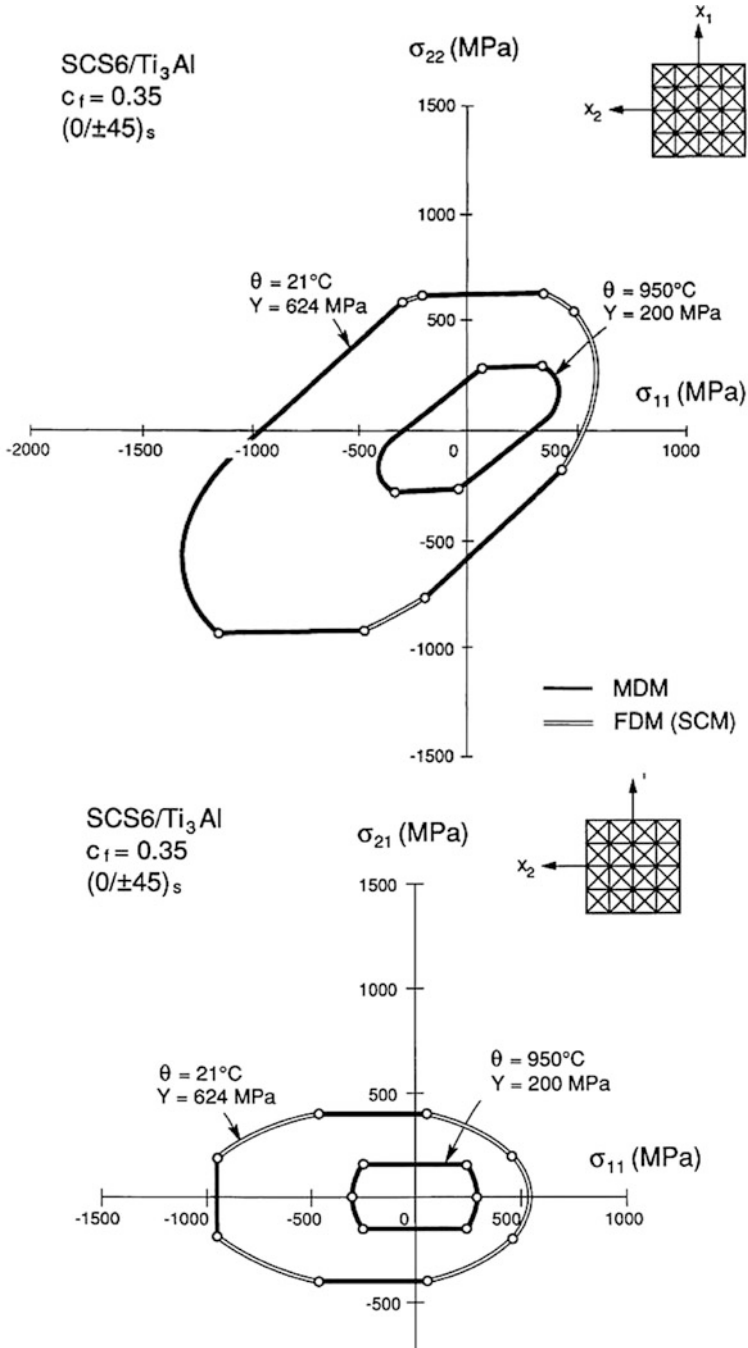 SCS6/Ti₃Al
c f = 0.35
(0/±45)s
σ22 (MPa)
X1
X2
1500
1000
θ = 21°C
Y = 624 MPa
θ = 950°C
Y = 200 MPa
500
σ11 (MPa)
-2000
-1500
-1000
-500
0
500
1000
-500
-1000
MDM
FDM (SCM)
-1500
SCS6/Ti₃Al
c f = 0.35
(0/±45)s
σ21 (MPa)
X2
1500
1000
θ = 21°C
Y = 624 MPa
θ = 950°C
Y = 200 MPa
500
σ11 (MPa)
-1500
-1000
-500
0
500
1000
-500